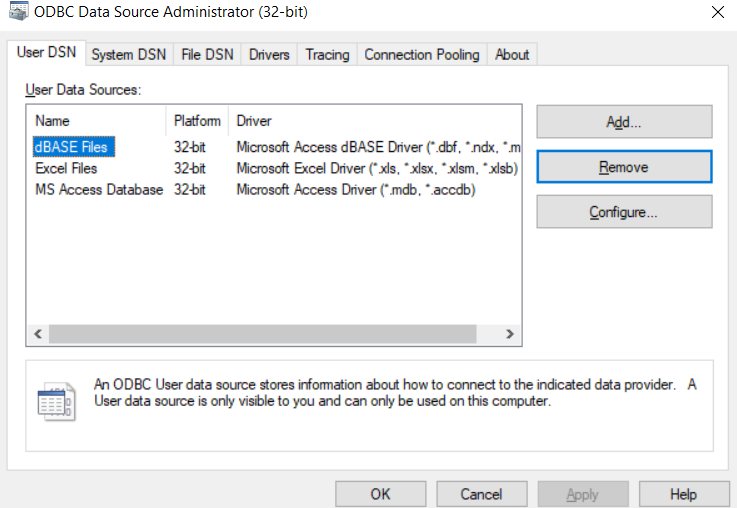 ODBC Data Source Administrator (32-bit)
User DSN System DSN File DSN Drivers Tracing Connection Pooling About
User Data Sources:
Name Platform Driver
dBASE Files 32-bit Microsoft Access dBASE Driver (*.dbf, *.ndx, *.m
Excel Files 32-bit Microsoft Excel Driver (*.xls, *.xlsx, *.xlsm, *.xlsb)
MS Access Database 32-bit Microsoft Access Driver (*.mdb, *.accdb)
Add...
Remove
Configure...
An ODBC User data source stores information about how to connect to the indicated data provider. A
User data source is only visible to you and can only be used on this computer.
OK Cancel Apply Help